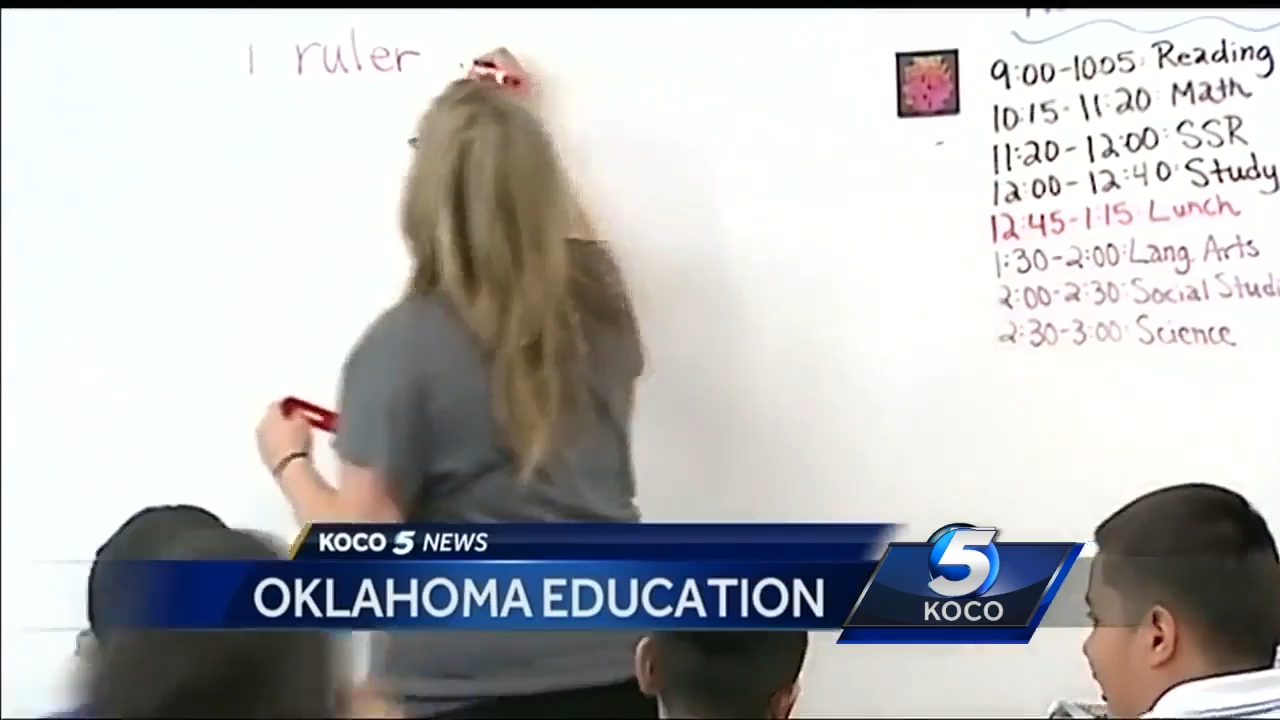 1 ruler
9:00-1005: Reading
10:15-11:20: Math
11:20-12:00: SSR
12:00-12:40: Study
12:45-1:15: Lunch
1:30-2:00: Lang Arts
2:00-2:30: Social Studi
2:30-3:00: Science
KOCO 5 NEWS
OKLAHOMA EDUCATION
5
KOCO